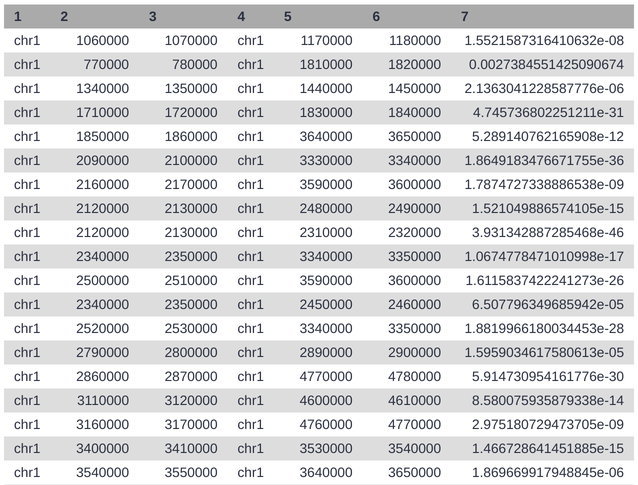 1 2 3 4 5 6 7
chr1 1060000 1070000 chr1 1170000 1180000 1.5521587316410632e-08
chr1 770000 780000 chr1 1810000 1820000 0.0027384551425090674
chr1 1340000 1350000 chr1 1440000 1450000 2.1363041228587776e-06
chr1 1710000 1720000 chr1 1830000 1840000 4.745736802251211e-31
chr1 1850000 1860000 chr1 3640000 3650000 5.289140762165908e-12
chr1 2090000 2100000 chr1 3330000 3340000 1.8649183476671755e-36
chr1 2160000 2170000 chr1 3590000 3600000 1.7874727338886538e-09
chr1 2120000 2130000 chr1 2480000 2490000 1.521049886574105e-15
chr1 2120000 2130000 chr1 2310000 2320000 3.931342887285468e-46
chr1 2340000 2350000 chr1 3340000 3350000 1.0674778471010998e-17
chr1 2500000 2510000 chr1 3590000 3600000 1.6115837422241273e-26
chr1 2340000 2350000 chr1 2450000 2460000 6.507796349685942e-05
chr1 2520000 2530000 chr1 3340000 3350000 1.8819966180034453e-28
chr1 2790000 2800000 chr1 2890000 2900000 1.5959034617580613e-05
chr1 2860000 2870000 chr1 4770000 4780000 5.914730954161776e-30
chr1 3110000 3120000 chr1 4600000 4610000 8.580075935879338e-14
chr1 3160000 3170000 chr1 4760000 4770000 2.975180729473705e-09
chr1 3400000 3410000 chr1 3530000 3540000 1.466728641451885e-15
chr1 3540000 3550000 chr1 3640000 3650000 1.869669917948845e-06